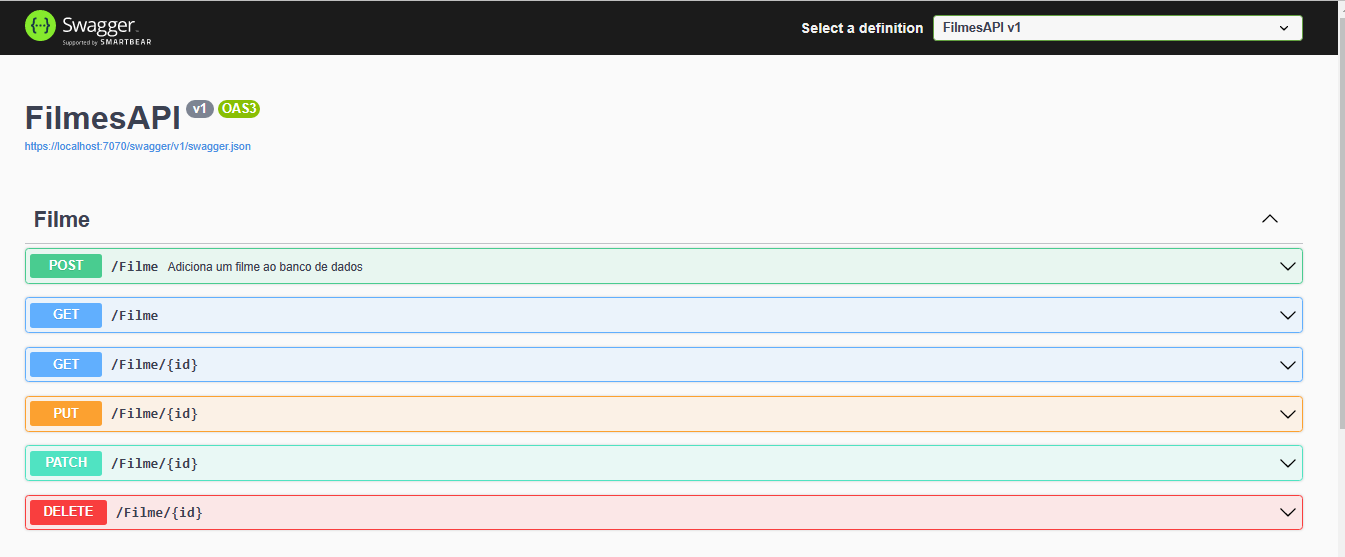 Swagger
Supported by SMARTBEAR
Select a definition
FilmesAPI v1
FilmesAPI v1 OAS3
https://localhost:7070/swagger/v1/swagger.json
Filme
POST /Filme Adiciona um filme ao banco de dados
GET /Filme
GET /Filme/{id}
PUT /Filme/{id}
PATCH /Filme/{id}
DELETE /Filme/{id}